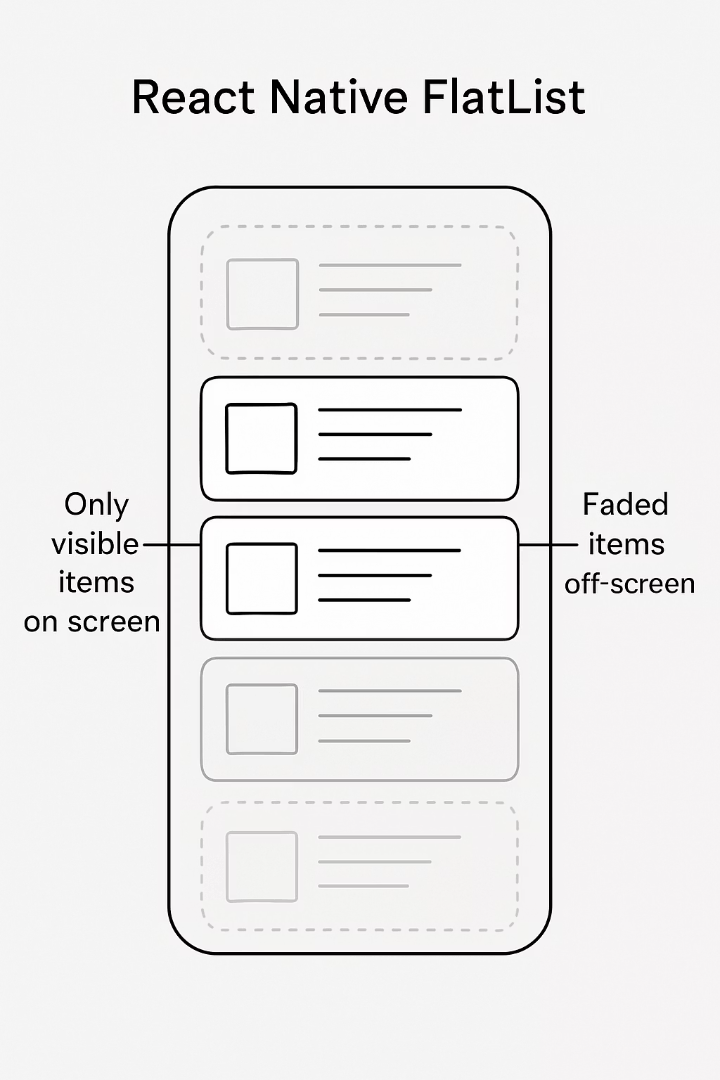 React Native FlatList
Only
visible
items
on screen
Faded
items
off-screen